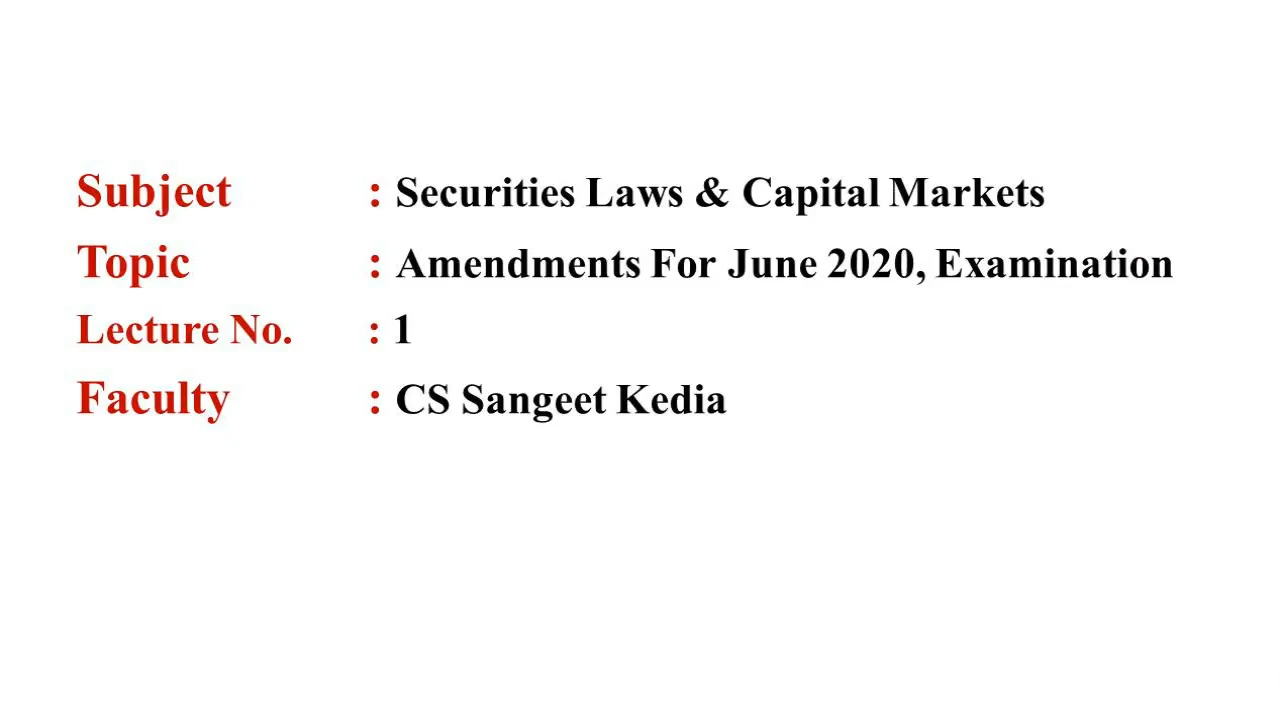 Subject : Securities Laws & Capital Markets
Topic : Amendments For June 2020, Examination
Lecture No. : 1
Faculty : CS Sangeet Kedia